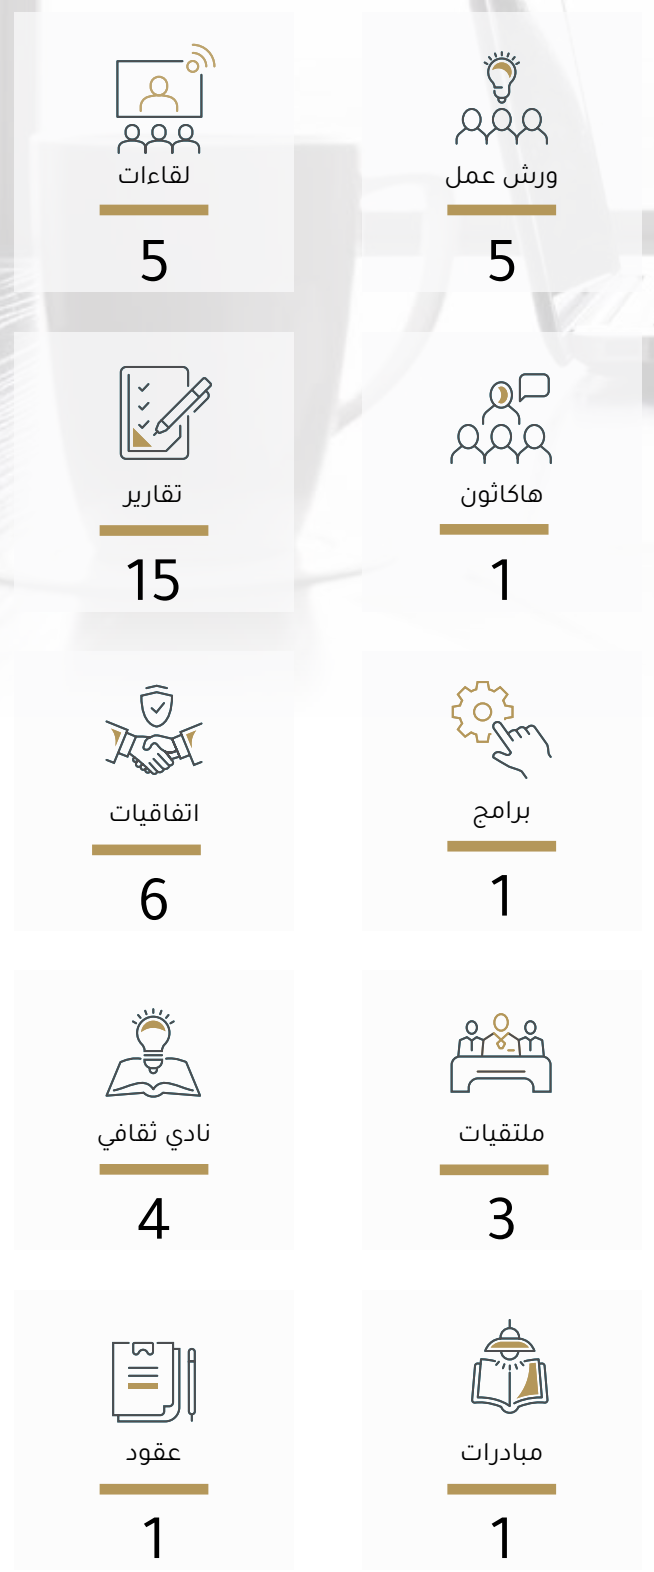 ورش عمل
5
لقاءات
5
هاكاثون
1
تقارير
15
برامج
1
اتفاقيات
6
ملتقيات
3
نادي ثقافي
4
مبادرات
1
عقود
1